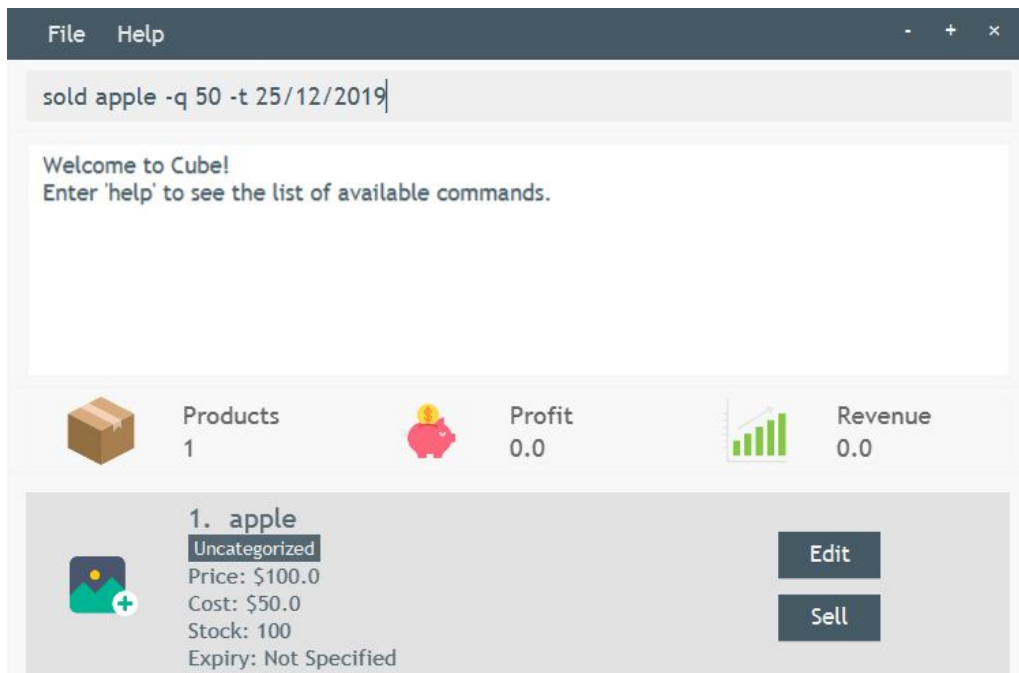 File Help - + ×
sold apple -q 50 -t 25/12/2019
Welcome to Cube!
Enter 'help' to see the list of available commands.
Products
1
Profit
0.0
Revenue
0.0
1. apple
Uncategorized
Price: $100.0
Cost: $50.0
Stock: 100
Expiry: Not Specified
Edit
Sell